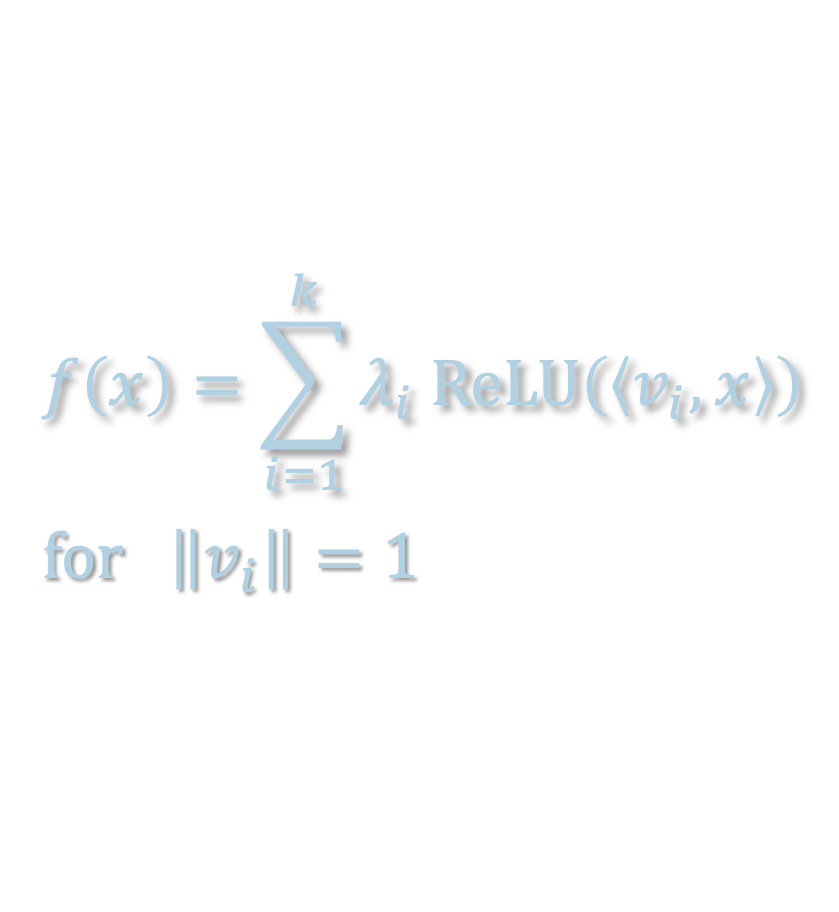 f(x) = ∑_{i=1}^{k} λ_i ReLU(⟨v_i, x⟩)
for ‖v_i‖ = 1